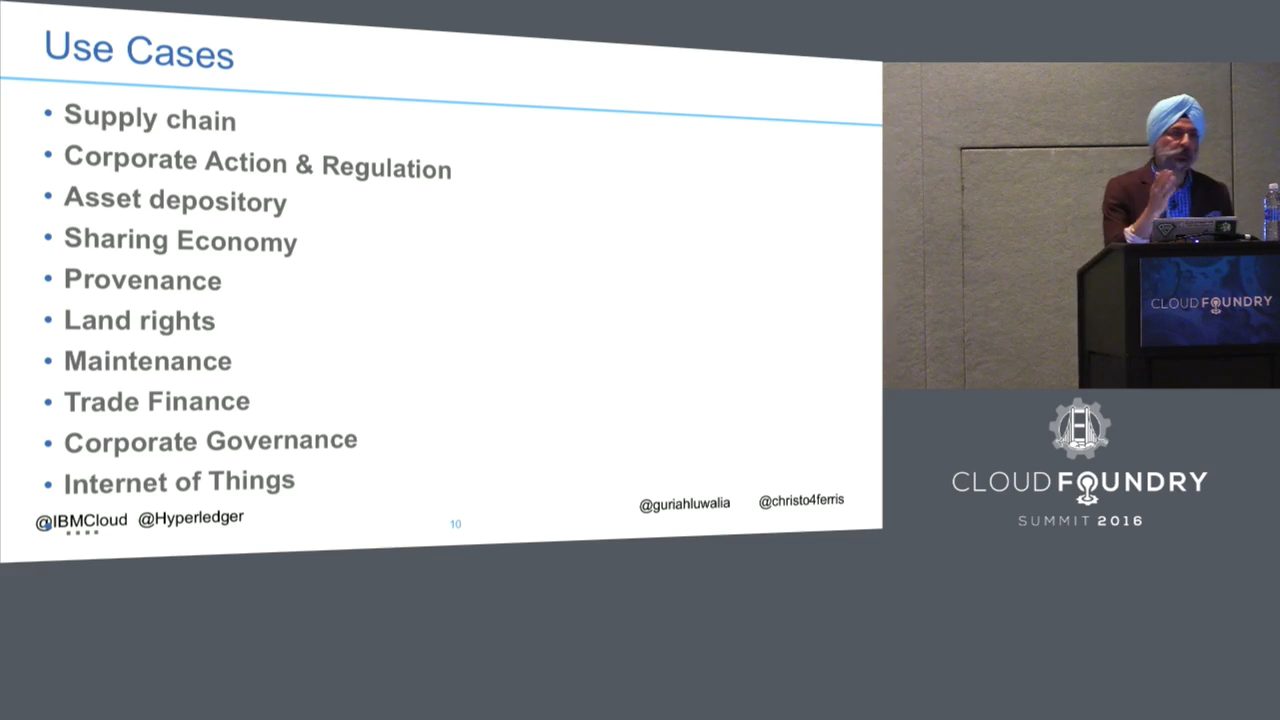 Use Cases
• Supply chain
• Corporate Action & Regulation
• Asset depository
• Sharing Economy
• Provenance
• Land rights
• Maintenance
• Trade Finance
• Corporate Governance
• Internet of Things
@IBMCloud @Hyperledger
10
@guriahluwalia @christo4ferris
CLOUD FOUNDRY
CLOUD FOUNDRY
SUMMIT 2016